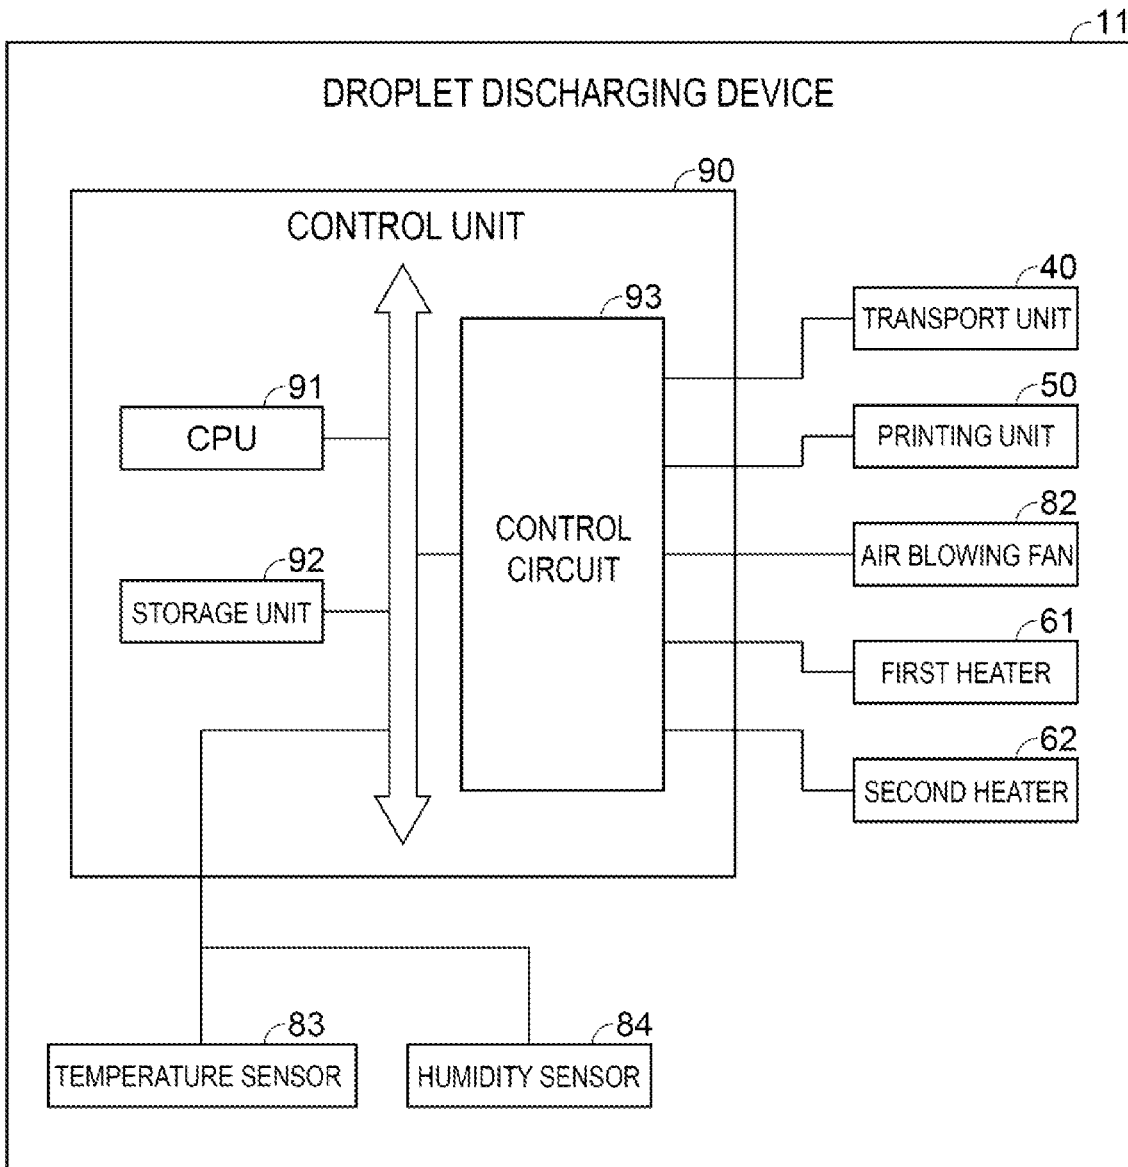 11
DROPLET DISCHARGING DEVICE
90
CONTROL UNIT
93
CONTROL
CIRCUIT
91
CPU
92
STORAGE UNIT
40
TRANSPORT UNIT
50
PRINTING UNIT
82
AIR BLOWING FAN
61
FIRST HEATER
62
SECOND HEATER
83
TEMPERATURE SENSOR
84
HUMIDITY SENSOR